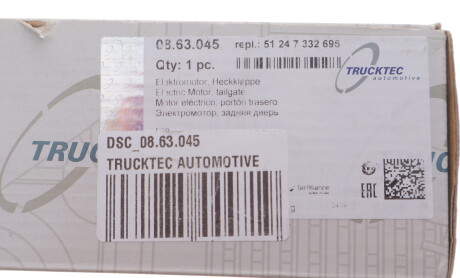 08.63.045 repl.: 51 24 7 332 695
Qty: 1 pc.
TRUCKTEC
automotive
Elektromotor, Heckklappe
Electric Motor, tailgate
Motor eléctrico, portón trasero
Электромотор, задняя дверь
DSC_08.63.045
TRUCKTEC AUTOMOTIVE
TRUC
EAC